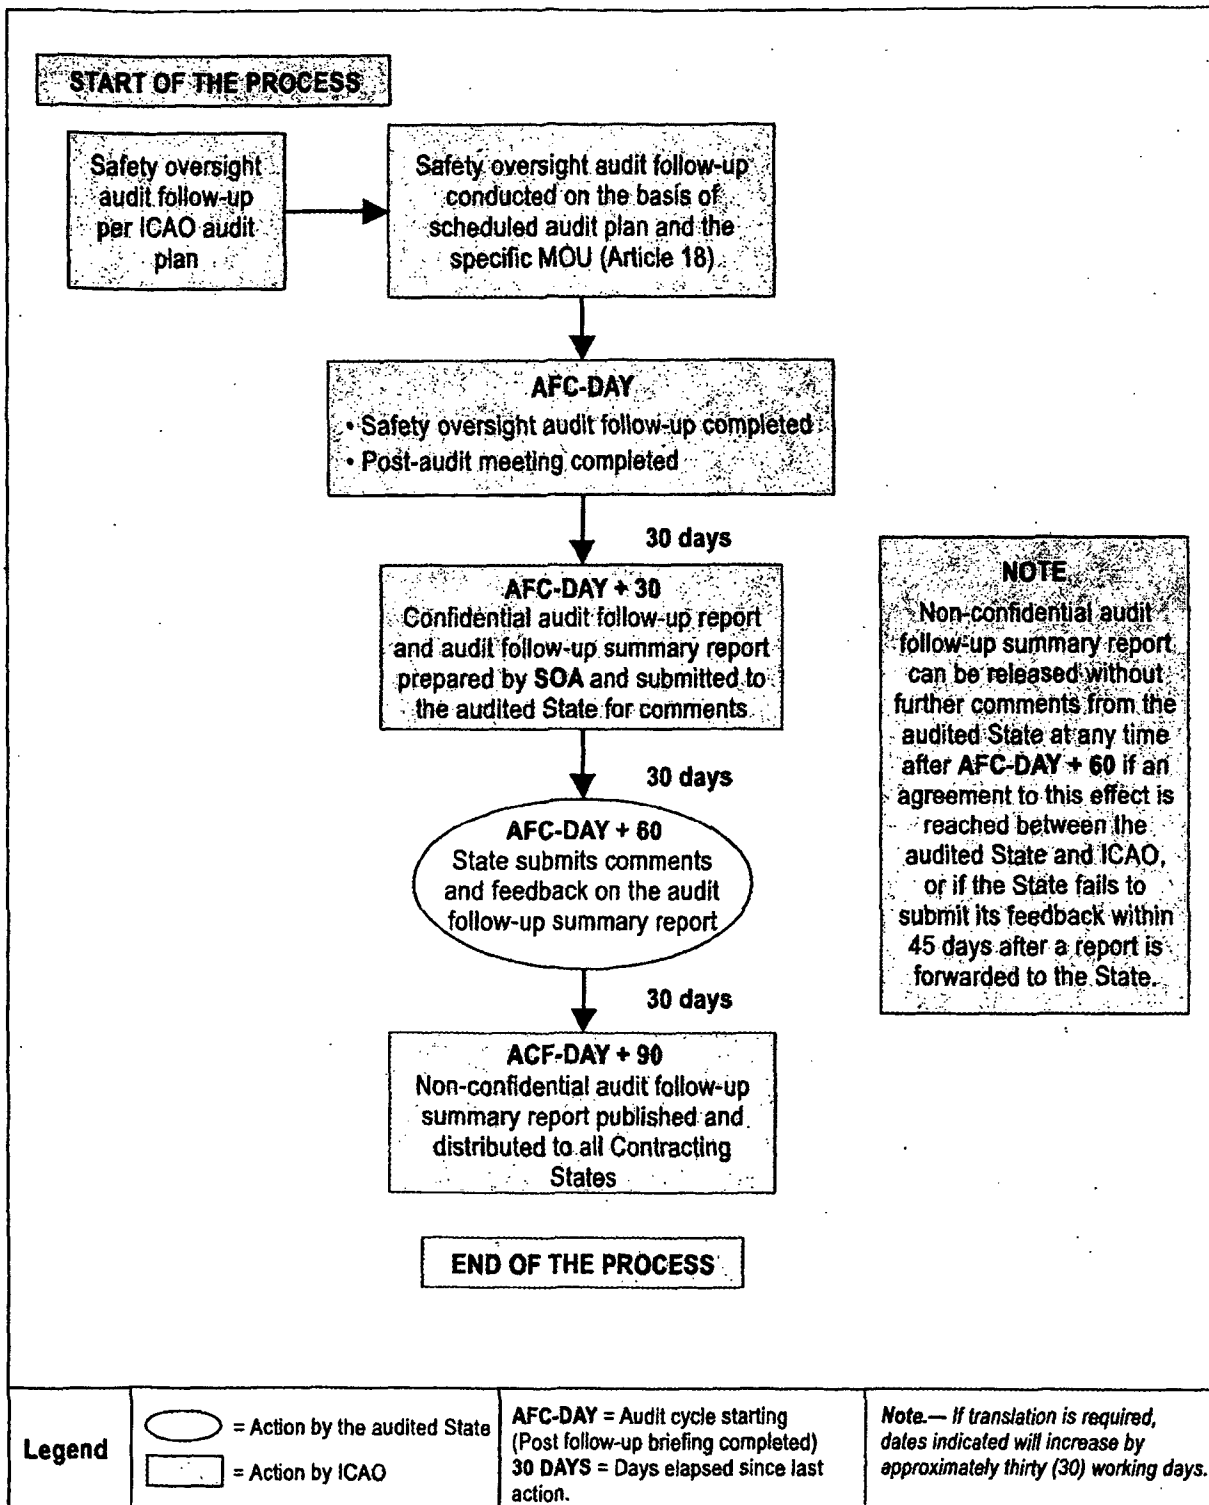 START OF THE PROCESS
Safety oversight
audit follow-up
per ICAO audit
plan
Safety oversight audit follow-up
conducted on the basis of
scheduled audit plan and the
specific MOU (Article 18)
AFC-DAY
• Safety oversight audit follow-up completed
• Post-audit meeting completed
30 days
AFC-DAY + 30
Confidential audit follow-up report
and audit follow-up summary report
prepared by SOA and submitted to
the audited State for comments
30 days
AFC-DAY + 60
State submits comments
and feedback on the audit
follow-up summary report
30 days
ACF-DAY + 90
Non-confidential audit follow-up
summary report published and
distributed to all Contracting
States
END OF THE PROCESS
NOTE
Non-confidential audit
follow-up summary report
can be released without
further comments from the
audited State at any time
after AFC-DAY + 60 if an
agreement to this effect is
reached between the
audited State and ICAO,
or if the State fails to
submit its feedback within
45 days after a report is
forwarded to the State.
Legend
= Action by the audited State
= Action by ICAO
AFC-DAY = Audit cycle starting
(Post follow-up briefing completed)
30 DAYS = Days elapsed since last
action.
Note.— If translation is required,
dates indicated will increase by
approximately thirty (30) working days.